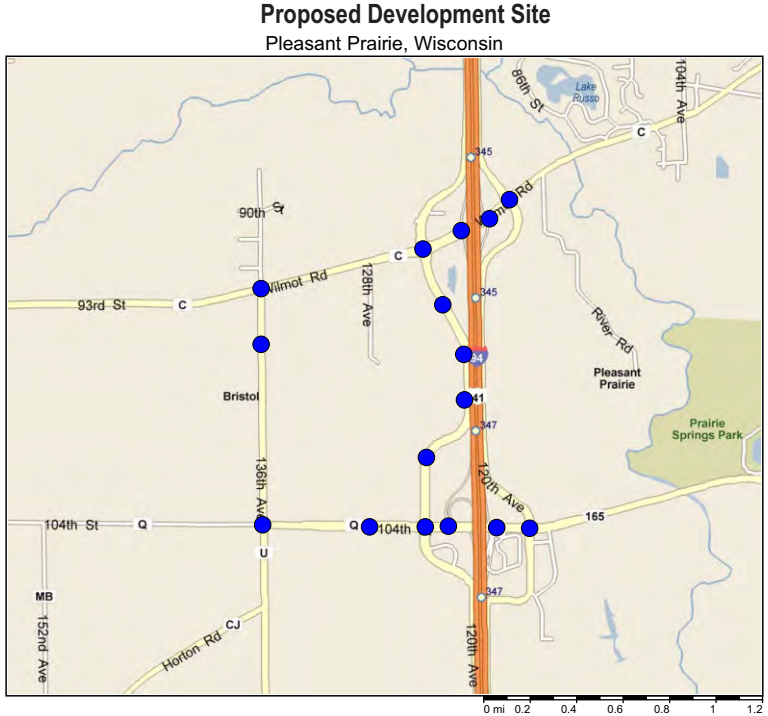 Proposed Development Site
Pleasant Prairie, Wisconsin
86th St
Lake
Russo
104th Ave
C
345
Wilmot Rd
90th St
C
128th Ave
Wilmot Rd
345
93rd St
C
River Rd
94
Pleasant
Prairie
Bristol
41
347
Prairie
Springs Park
136th Ave
120th Ave
104th St
Q
Q
104th
165
U
MB
347
CJ
152nd Ave
Horton Rd
120th Ave
0 mi 0.2 0.4 0.6 0.8 1 1.2